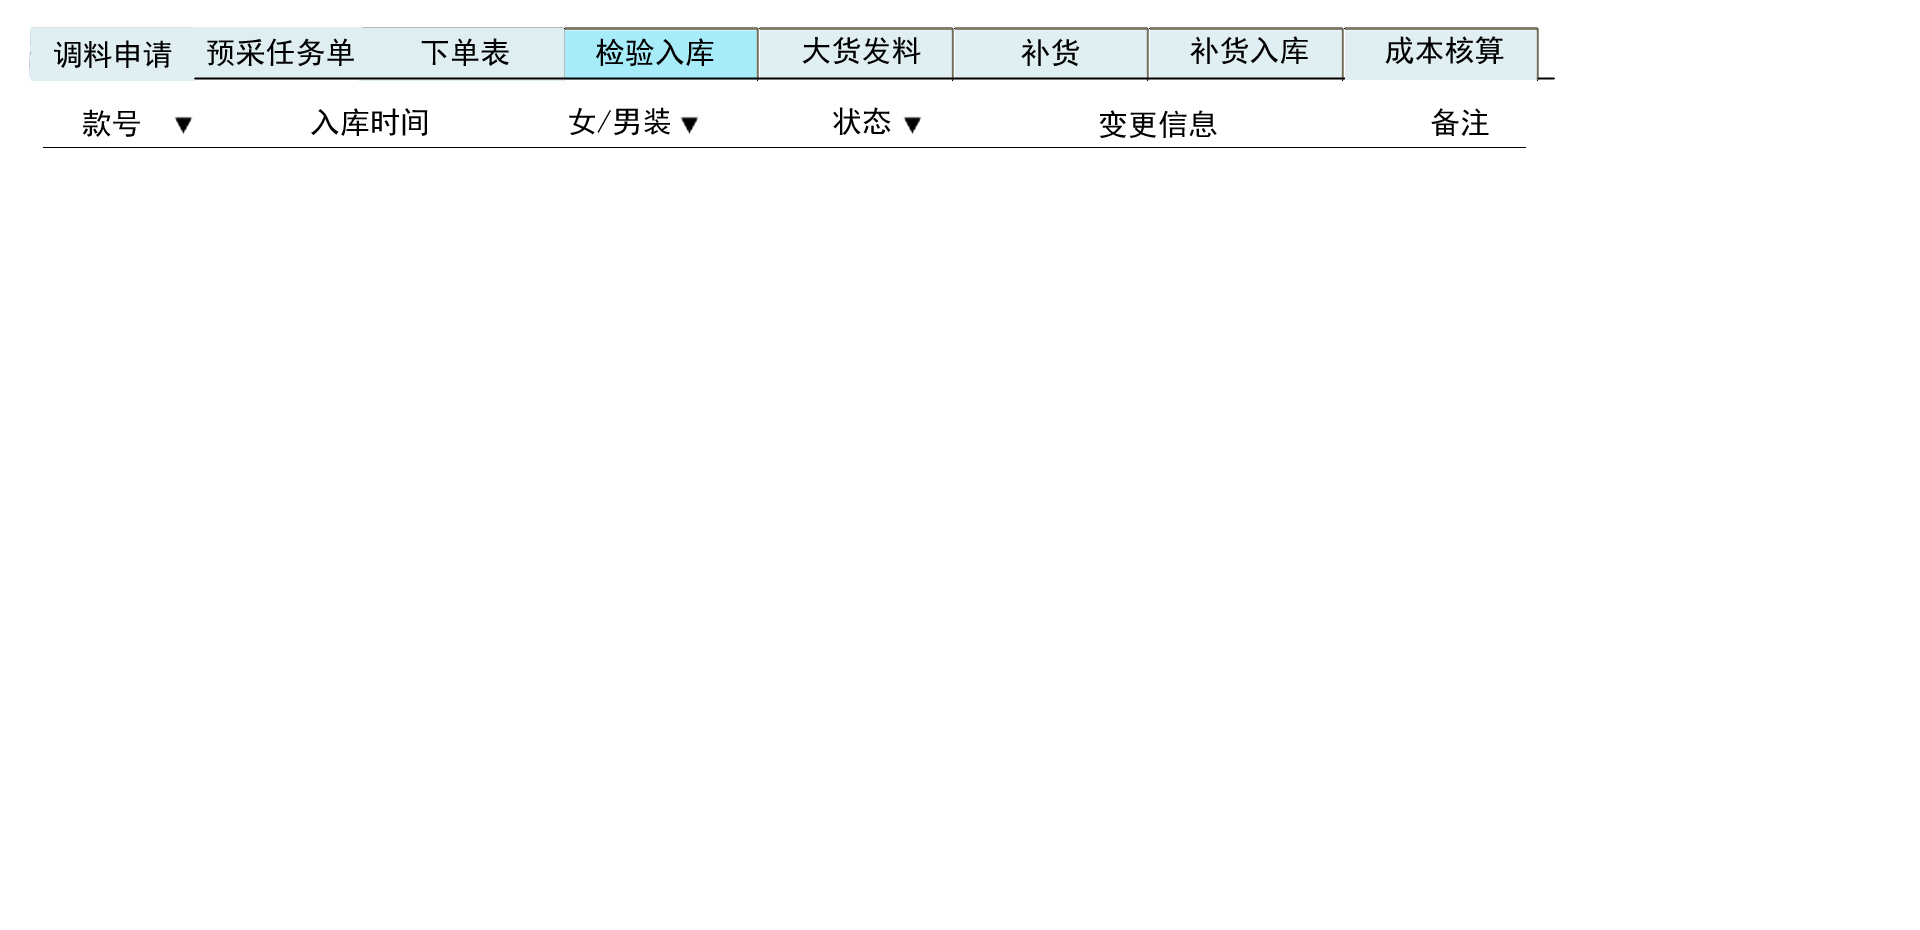 调料申请 预采任务单 下单表 检验入库 大货发料 补货 补货入库 成本核算
款号 ▼ 入库时间 女/男装 ▼ 状态 ▼ 变更信息 备注